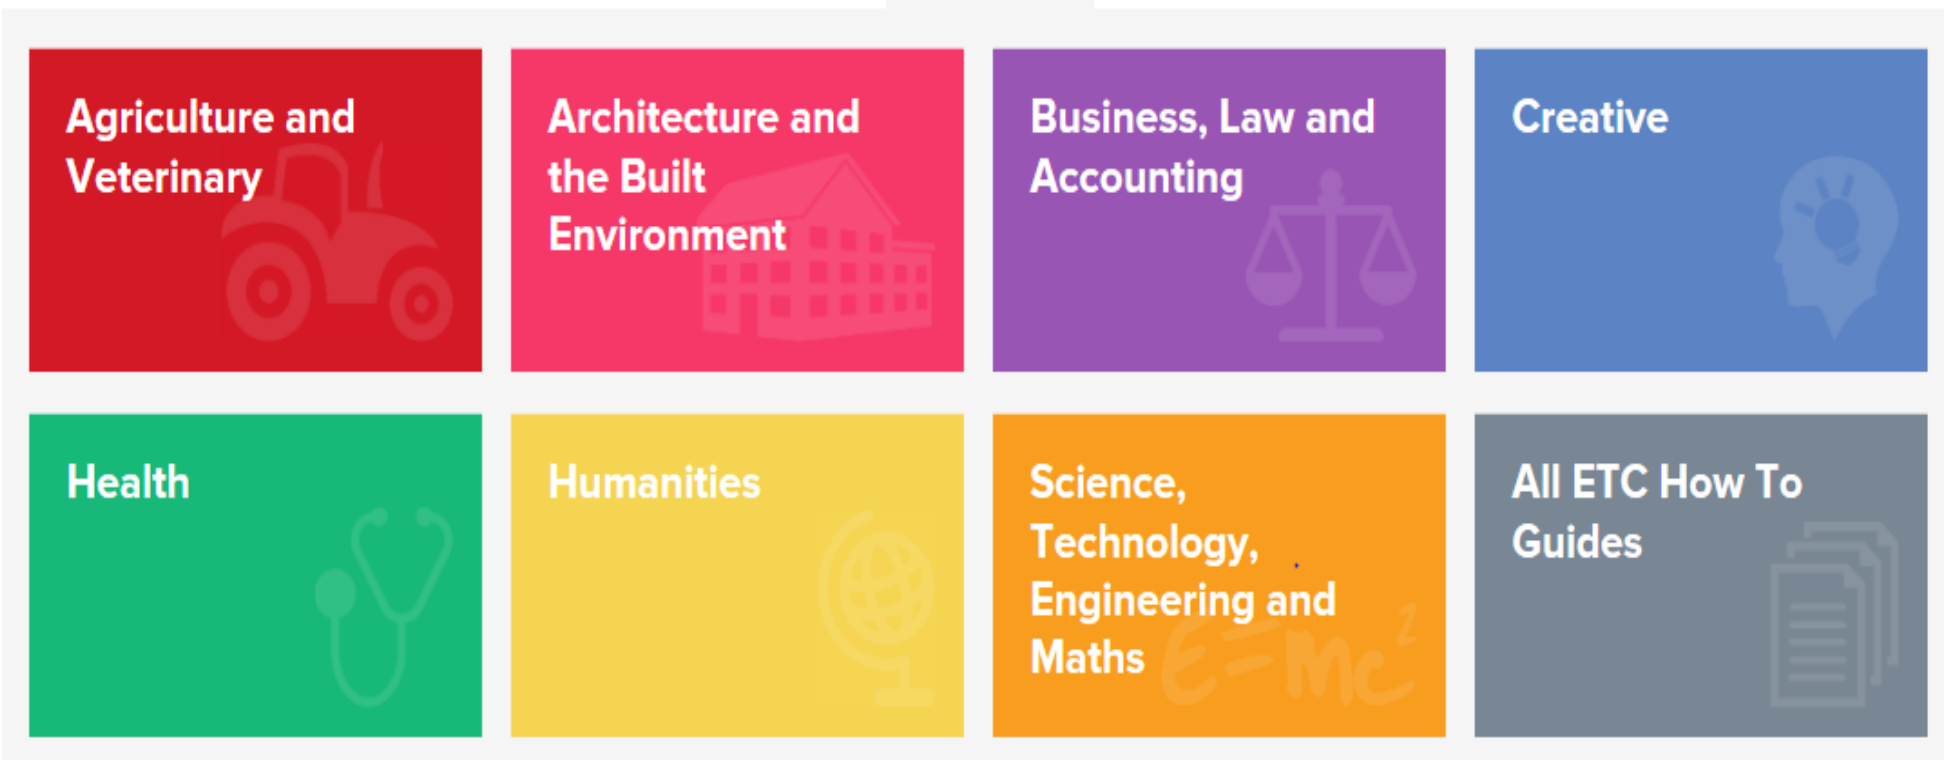 Agriculture and
Veterinary
Architecture and
the Built
Environment
Business, Law and
Accounting
Creative
Health
Humanities
Science,
Technology,
Engineering and
Maths
E=mc²
All ETC How To
Guides